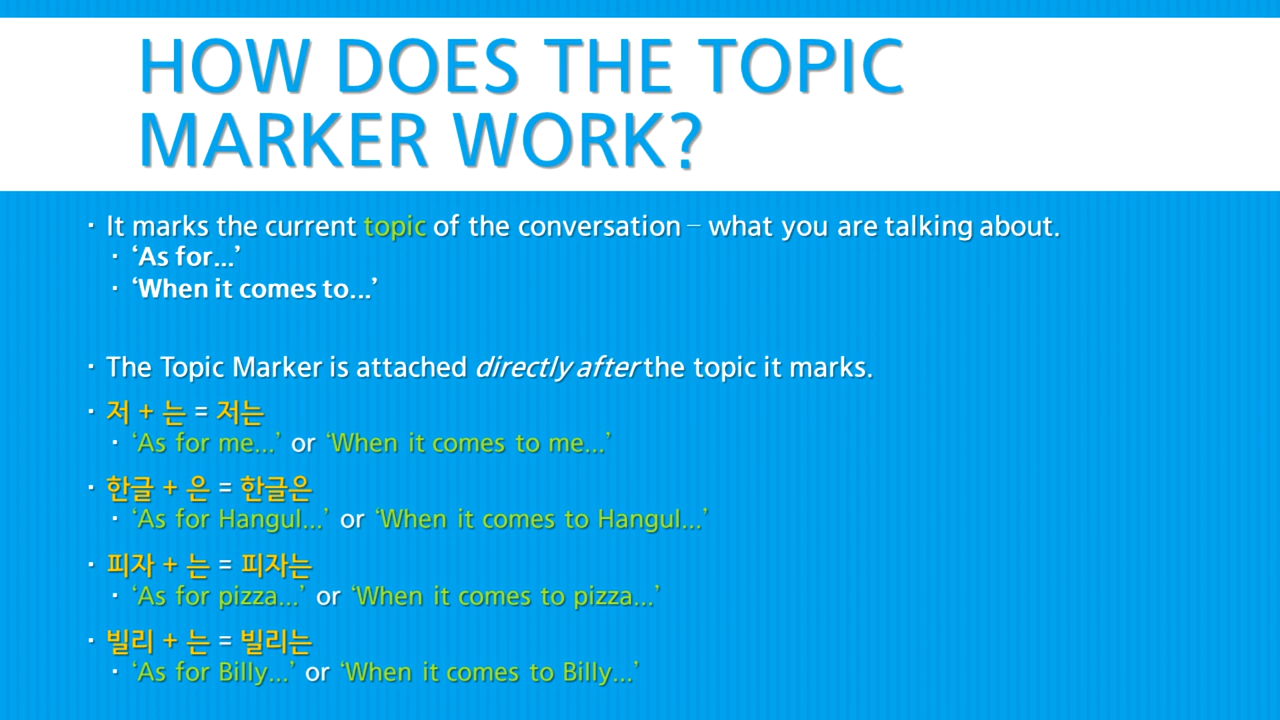 HOW DOES THE TOPIC
MARKER WORK?
· It marks the current topic of the conversation – what you are talking about.
· ‘As for...’
· ‘When it comes to...’
· The Topic Marker is attached directly after the topic it marks.
· 저 + 는 = 저는
· ‘As for me...’ or ‘When it comes to me...’
· 한글 + 은 = 한글은
· ‘As for Hangul...’ or ‘When it comes to Hangul...’
· 피자 + 는 = 피자는
· ‘As for pizza...’ or ‘When it comes to pizza...’
· 빌리 + 는 = 빌리는
· ‘As for Billy...’ or ‘When it comes to Billy...’